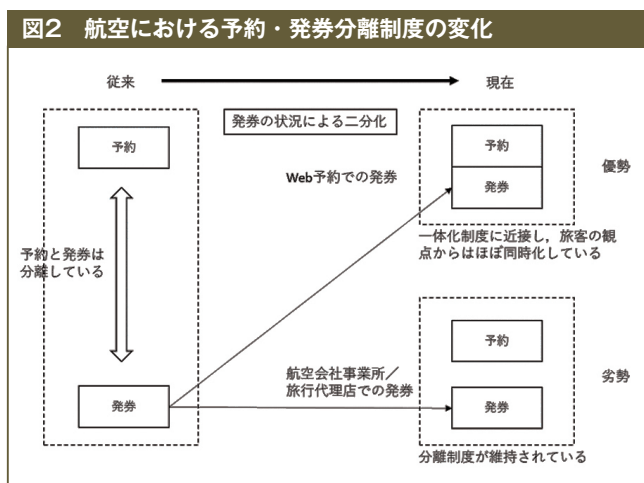 図2 航空における予約・発券分離制度の変化
従来
現在
発券の状況による二分化
予約
予約と発券は
分離している
発券
Web予約での発券
航空会社事業所／
旅行代理店での発券
予約
発券
優勢
一体化制度に近接し，旅客の観
点からはほぼ同時化している
予約
発券
劣勢
分離制度が維持されている